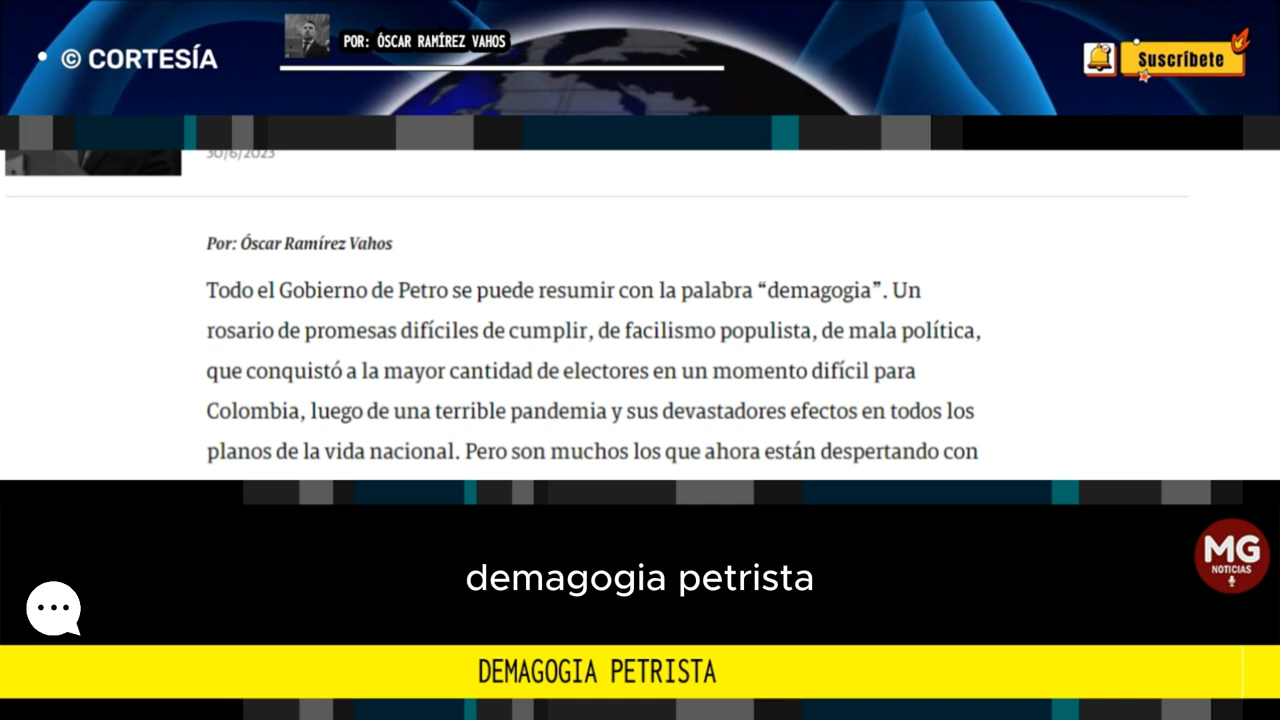 © CORTESÍA
POR: ÓSCAR RAMÍREZ VAHOS
Suscríbete
30/6/2023
Por: Óscar Ramírez Vahos
Todo el Gobierno de Petro se puede resumir con la palabra “demagogia”. Un
rosario de promesas difíciles de cumplir, de facilismo populista, de mala política,
que conquistó a la mayor cantidad de electores en un momento difícil para
Colombia, luego de una terrible pandemia y sus devastadores efectos en todos los
planos de la vida nacional. Pero son muchos los que ahora están despertando con
demagogia petrista
MG
NOTICIAS
DEMAGOGIA PETRISTA